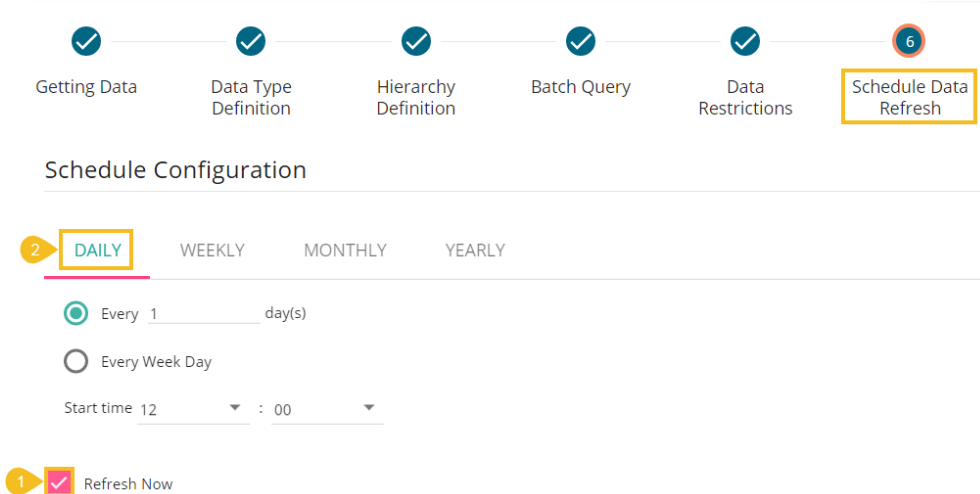 6
Getting Data
Data Type
Definition
Hierarchy
Definition
Batch Query
Data
Restrictions
Schedule Data
Refresh
Schedule Configuration
2 DAILY WEEKLY MONTHLY YEARLY
Every 1 day(s)
Every Week Day
Start time 12 : 00
1 Refresh Now